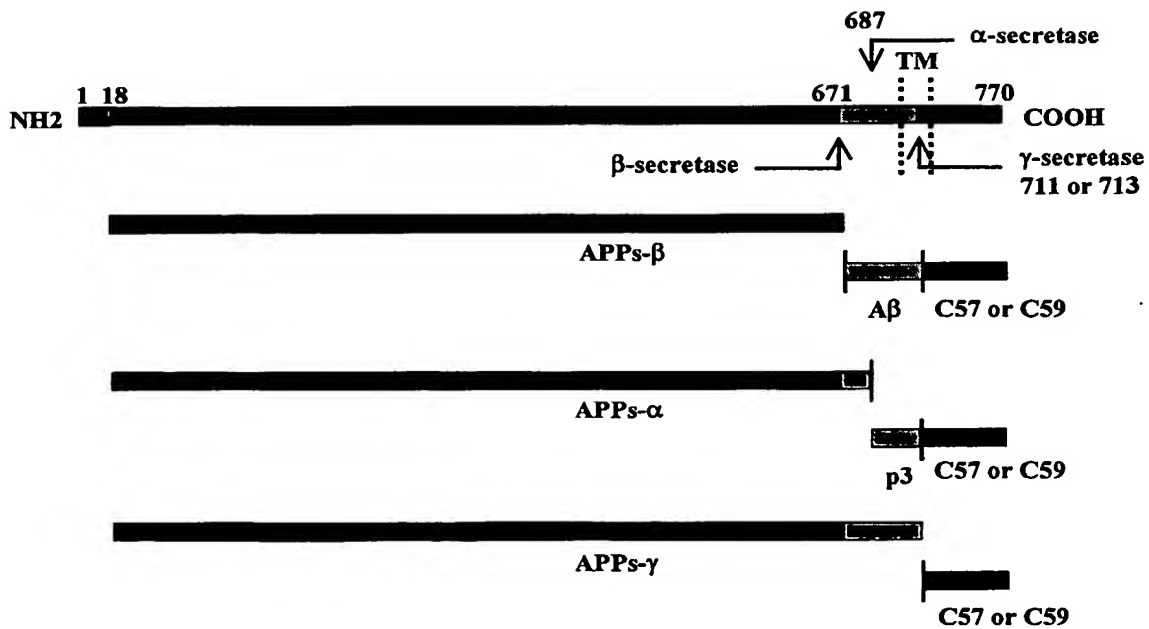 687
α-secretase
TM
1 18
671
770
NH2
COOH
β-secretase
γ-secretase
711 or 713
APPs-β
Aβ
C57 or C59
APPs-α
p3
C57 or C59
APPs-γ
C57 or C59